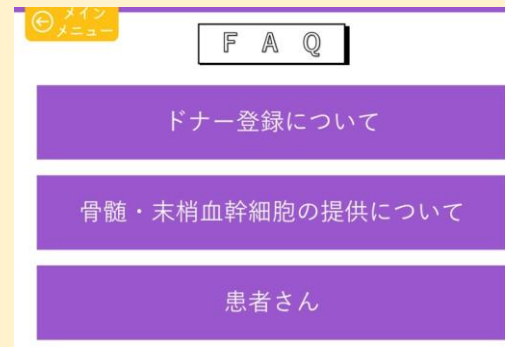 メイン
メニュー
FAQ
ドナー登録について
骨髄・末梢血幹細胞の提供について
患者さん